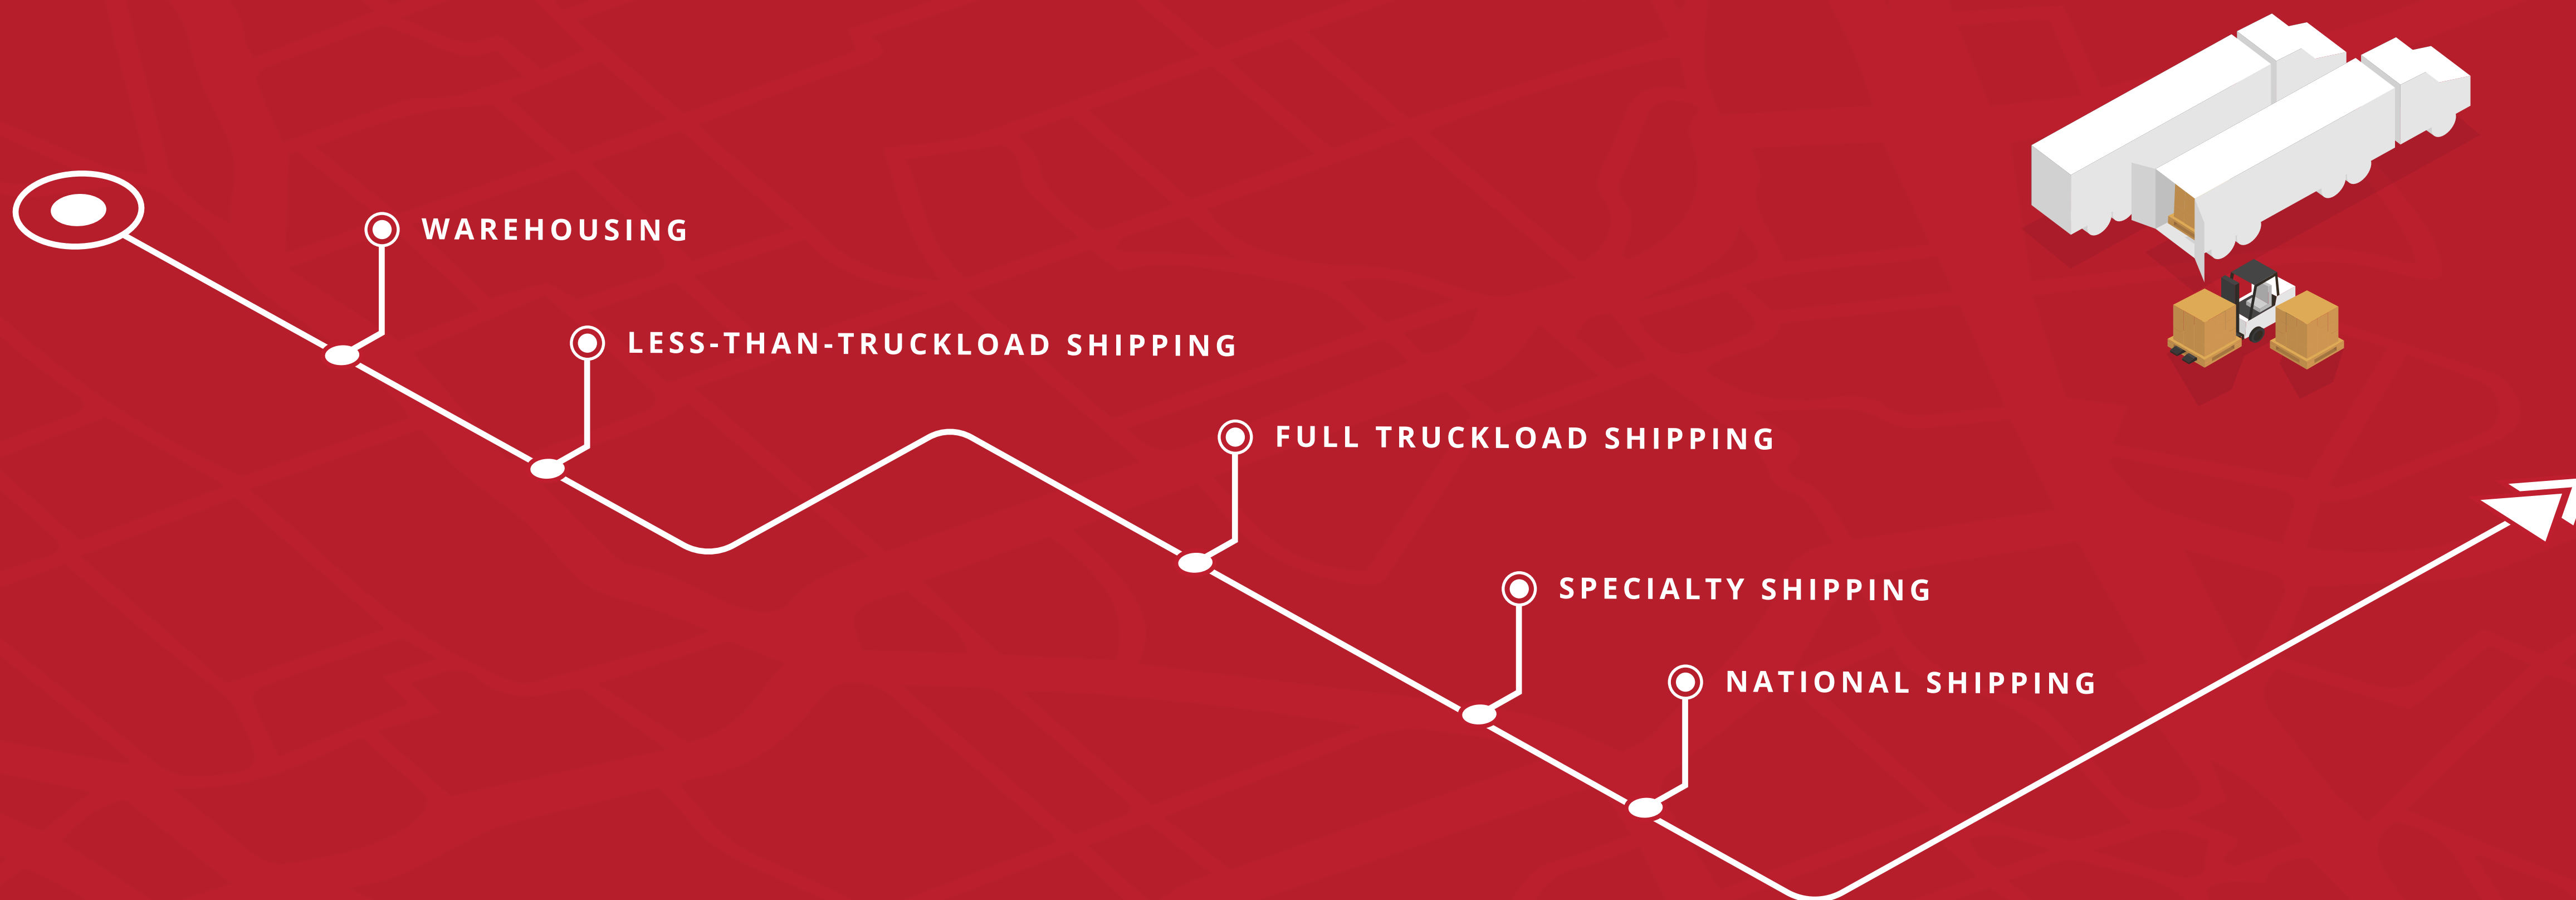 WAREHOUSING
LESS-THAN-TRUCKLOAD SHIPPING
FULL TRUCKLOAD SHIPPING
SPECIALTY SHIPPING
NATIONAL SHIPPING